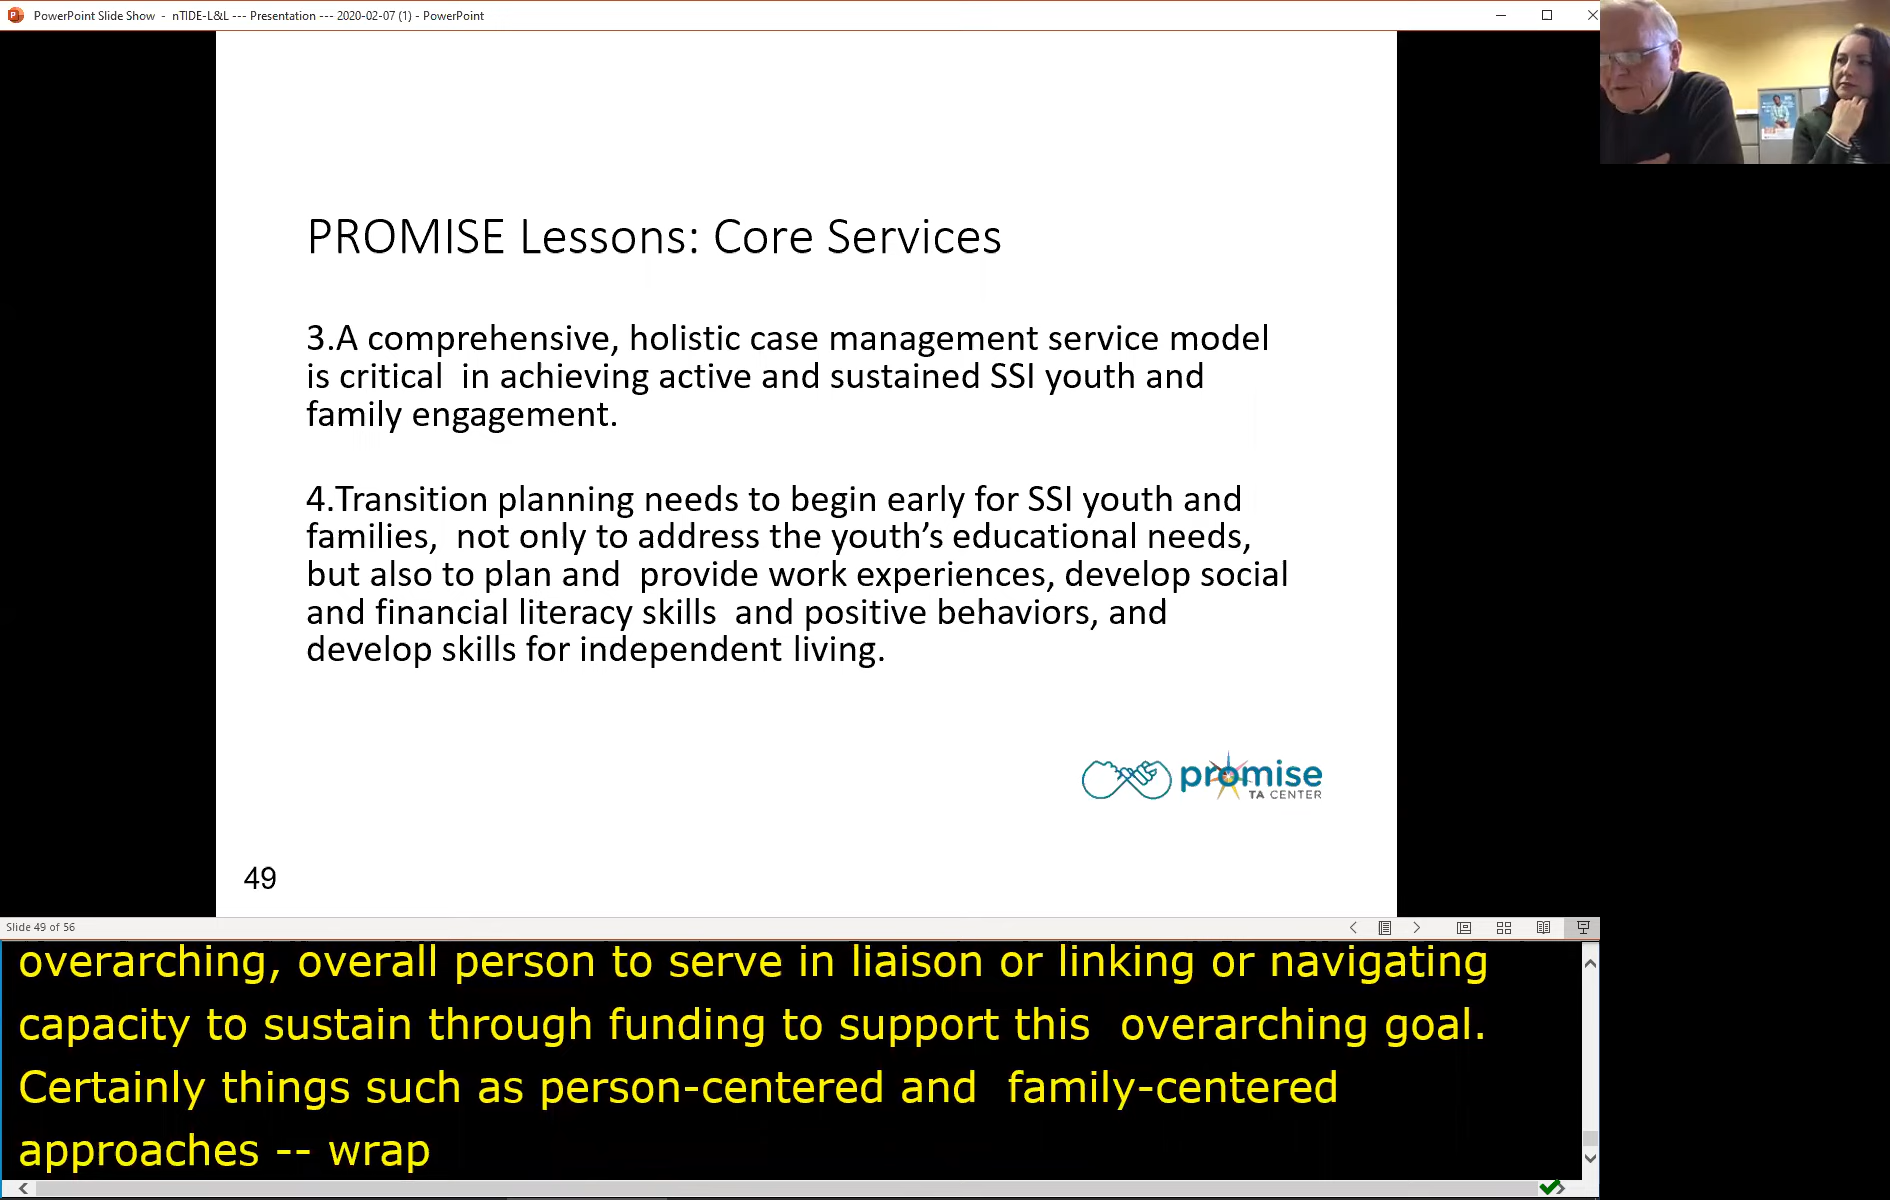 PowerPoint Slide Show - nTIDE-L&L --- Presentation --- 2020-02-07 (1) - PowerPoint
PROMISE Lessons: Core Services
3.A comprehensive, holistic case management service model
is critical in achieving active and sustained SSI youth and
family engagement.
4.Transition planning needs to begin early for SSI youth and
families, not only to address the youth’s educational needs,
but also to plan and provide work experiences, develop social
and financial literacy skills and positive behaviors, and
develop skills for independent living.
promise
TA CENTER
49
Slide 49 of 56
overarching, overall person to serve in liaison or linking or navigating
capacity to sustain through funding to support this overarching goal.
Certainly things such as person-centered and family-centered
approaches -- wrap